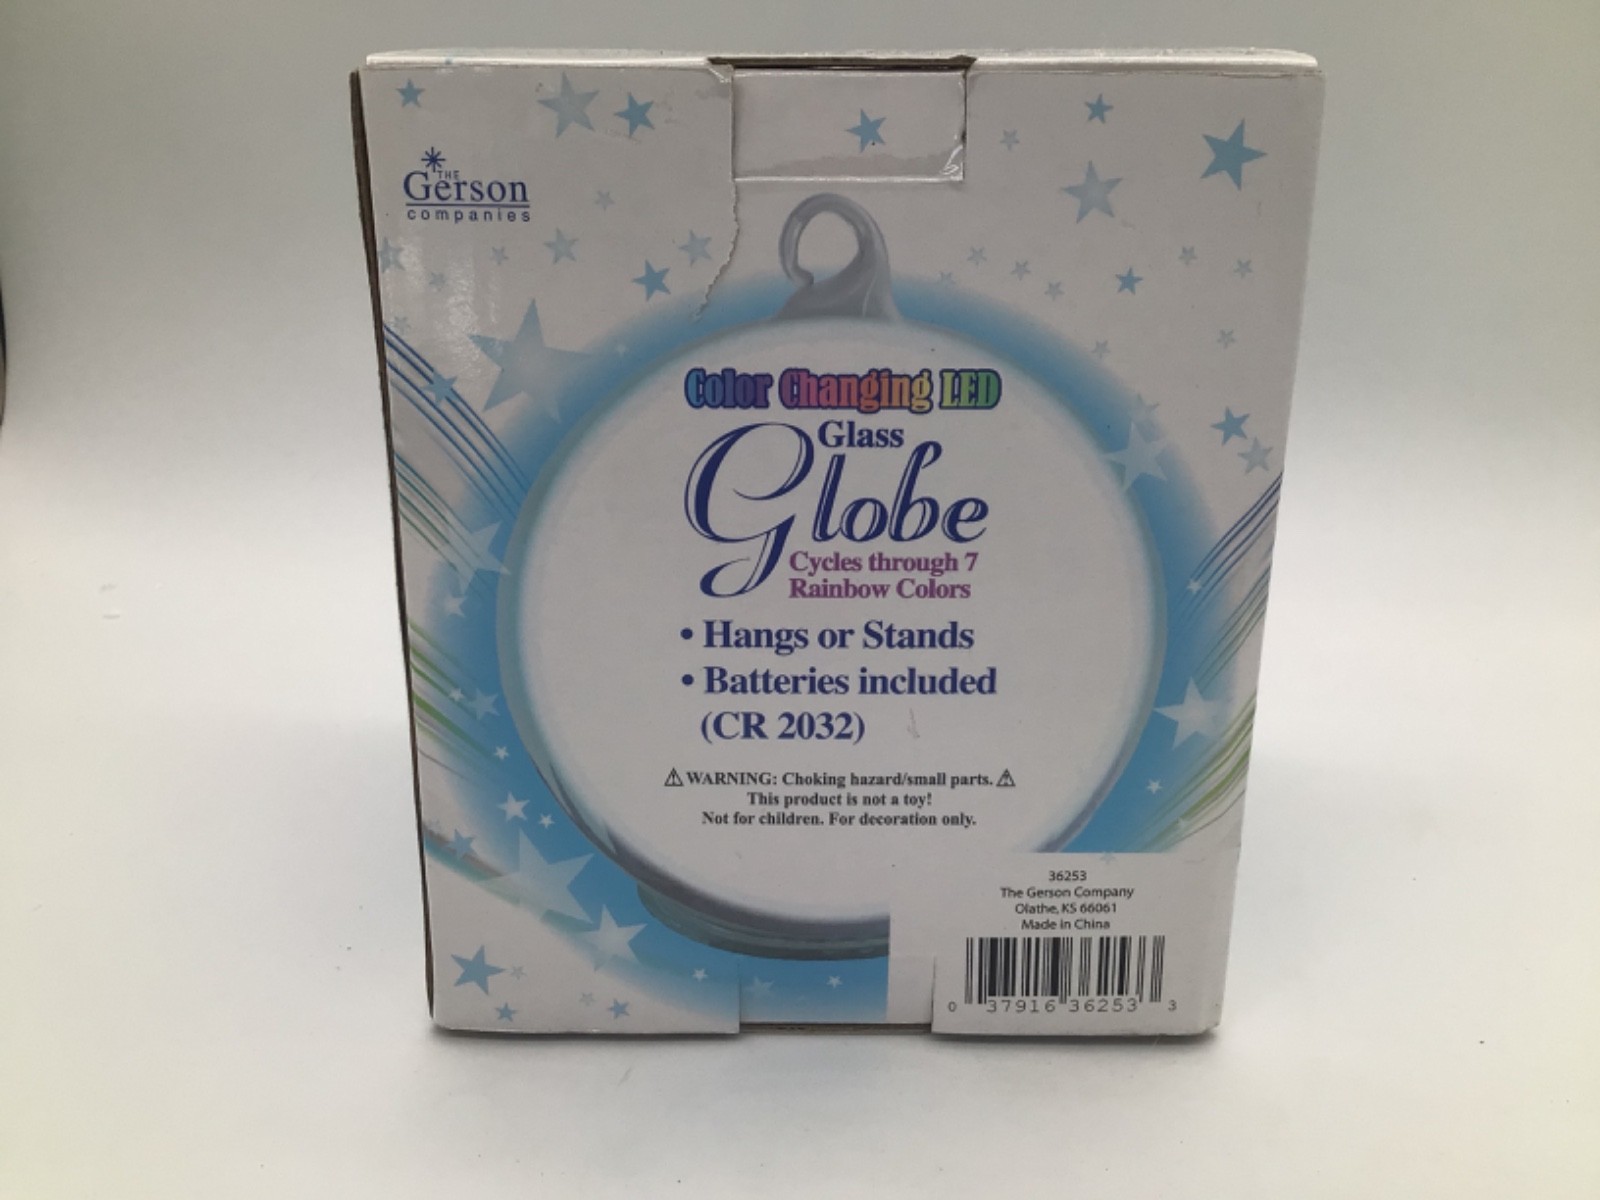 THE
Gerson
companies
Color Changing LED
Glass
Globe
Cycles through 7
Rainbow Colors
• Hangs or Stands
• Batteries included
(CR 2032)
⚠ WARNING: Choking hazard/small parts. ⚠
This product is not a toy!
Not for children. For decoration only.
36253
The Gerson Company
Olathe, KS 66061
Made in China
0 37916 36253 3